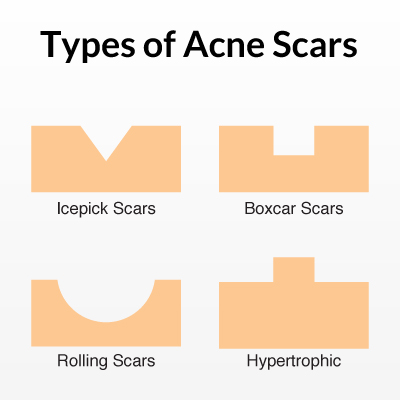 Types of Acne Scars
Icepick Scars
Boxcar Scars
Rolling Scars
Hypertrophic